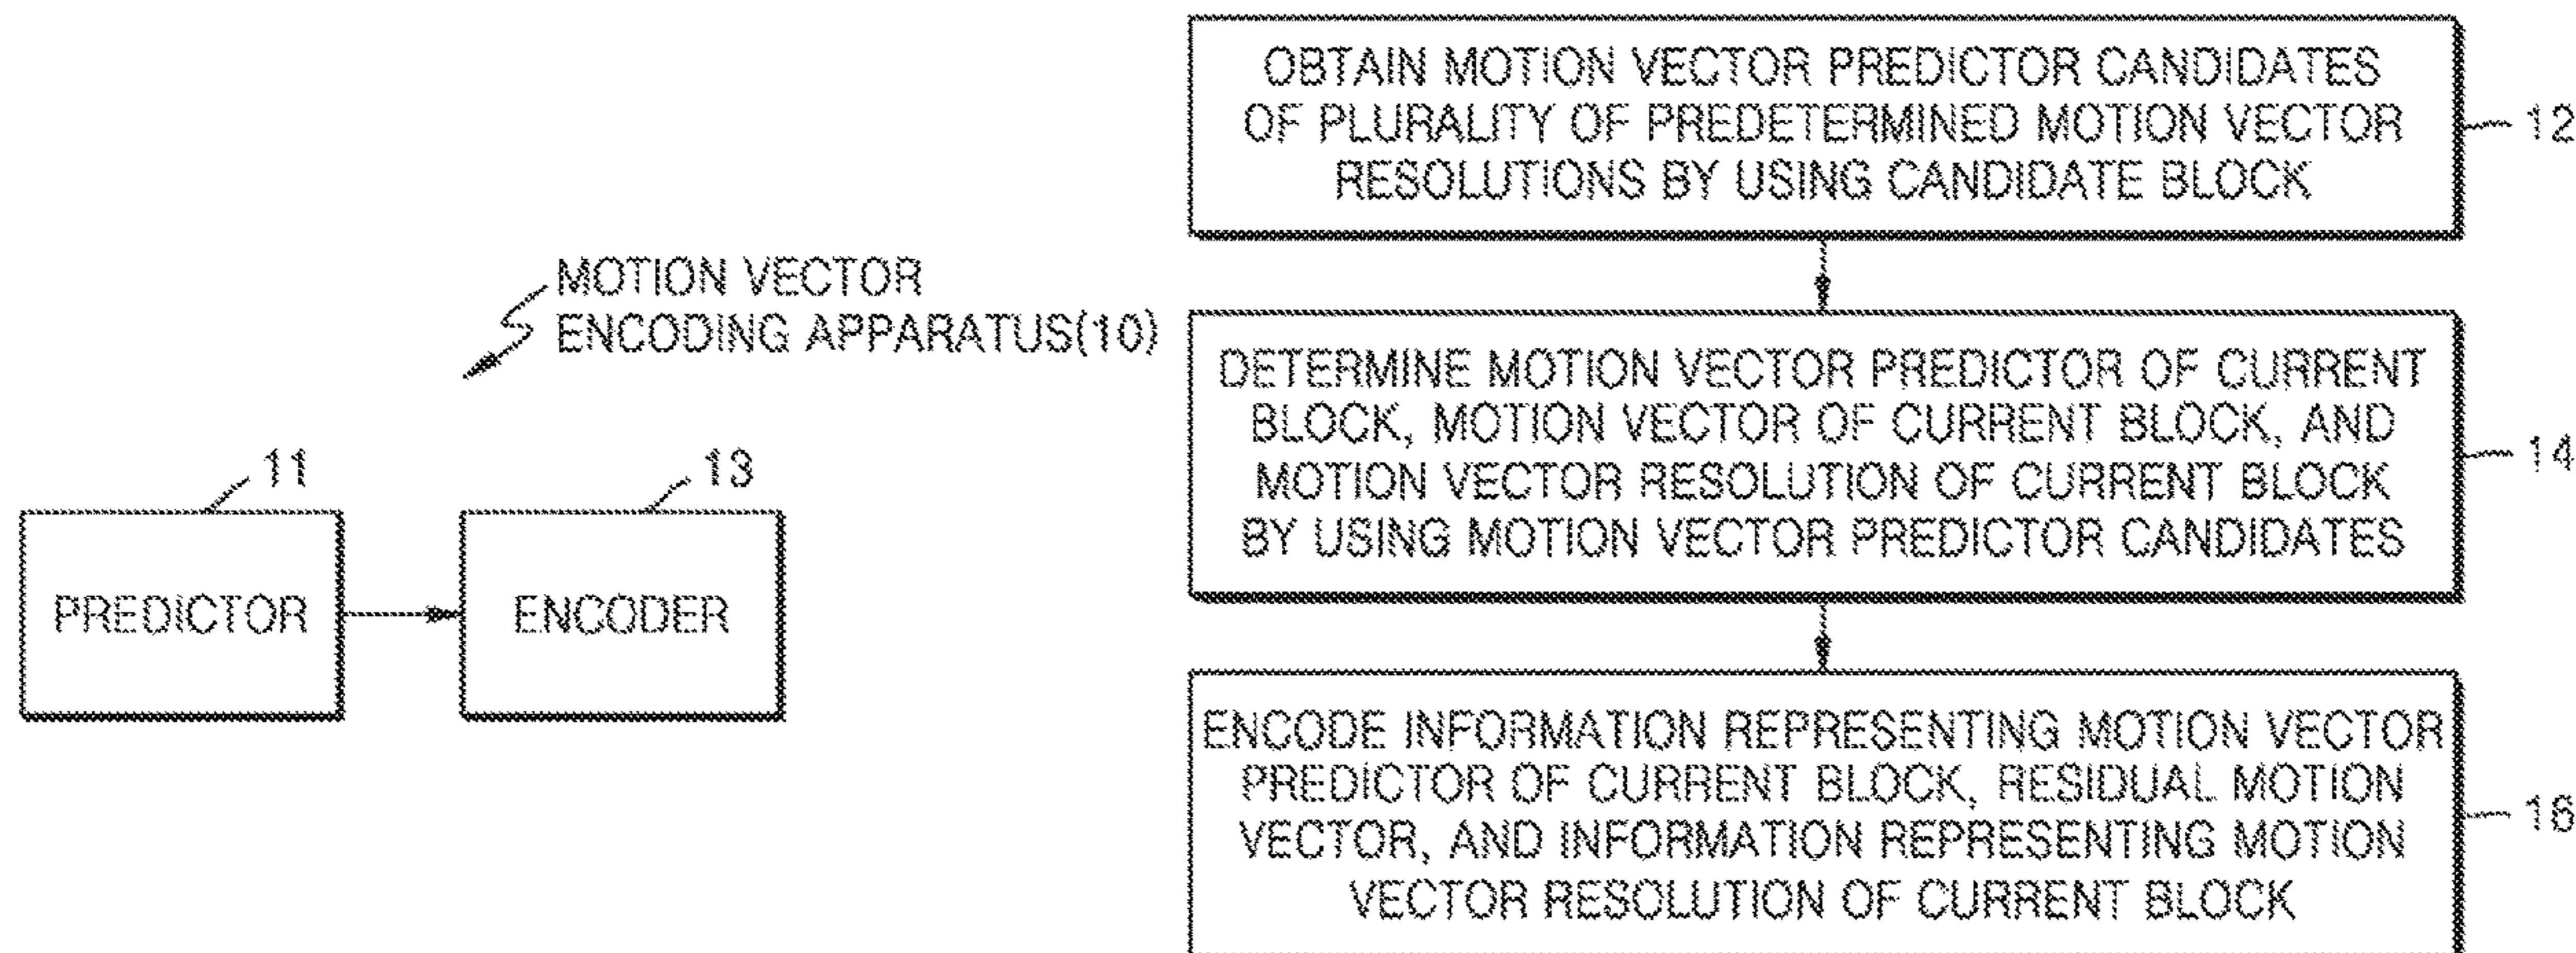 MOTION VECTOR
ENCODING APPARATUS(10)
11
13
PREDICTOR
ENCODER
OBTAIN MOTION VECTOR PREDICTOR CANDIDATES
OF PLURALITY OF PREDETERMINED MOTION VECTOR
RESOLUTIONS BY USING CANDIDATE BLOCK
12
DETERMINE MOTION VECTOR PREDICTOR OF CURRENT
BLOCK, MOTION VECTOR OF CURRENT BLOCK, AND
MOTION VECTOR RESOLUTION OF CURRENT BLOCK
BY USING MOTION VECTOR PREDICTOR CANDIDATES
14
ENCODE INFORMATION REPRESENTING MOTION VECTOR
PREDICTOR OF CURRENT BLOCK, RESIDUAL MOTION
VECTOR, AND INFORMATION REPRESENTING MOTION
VECTOR RESOLUTION OF CURRENT BLOCK
16